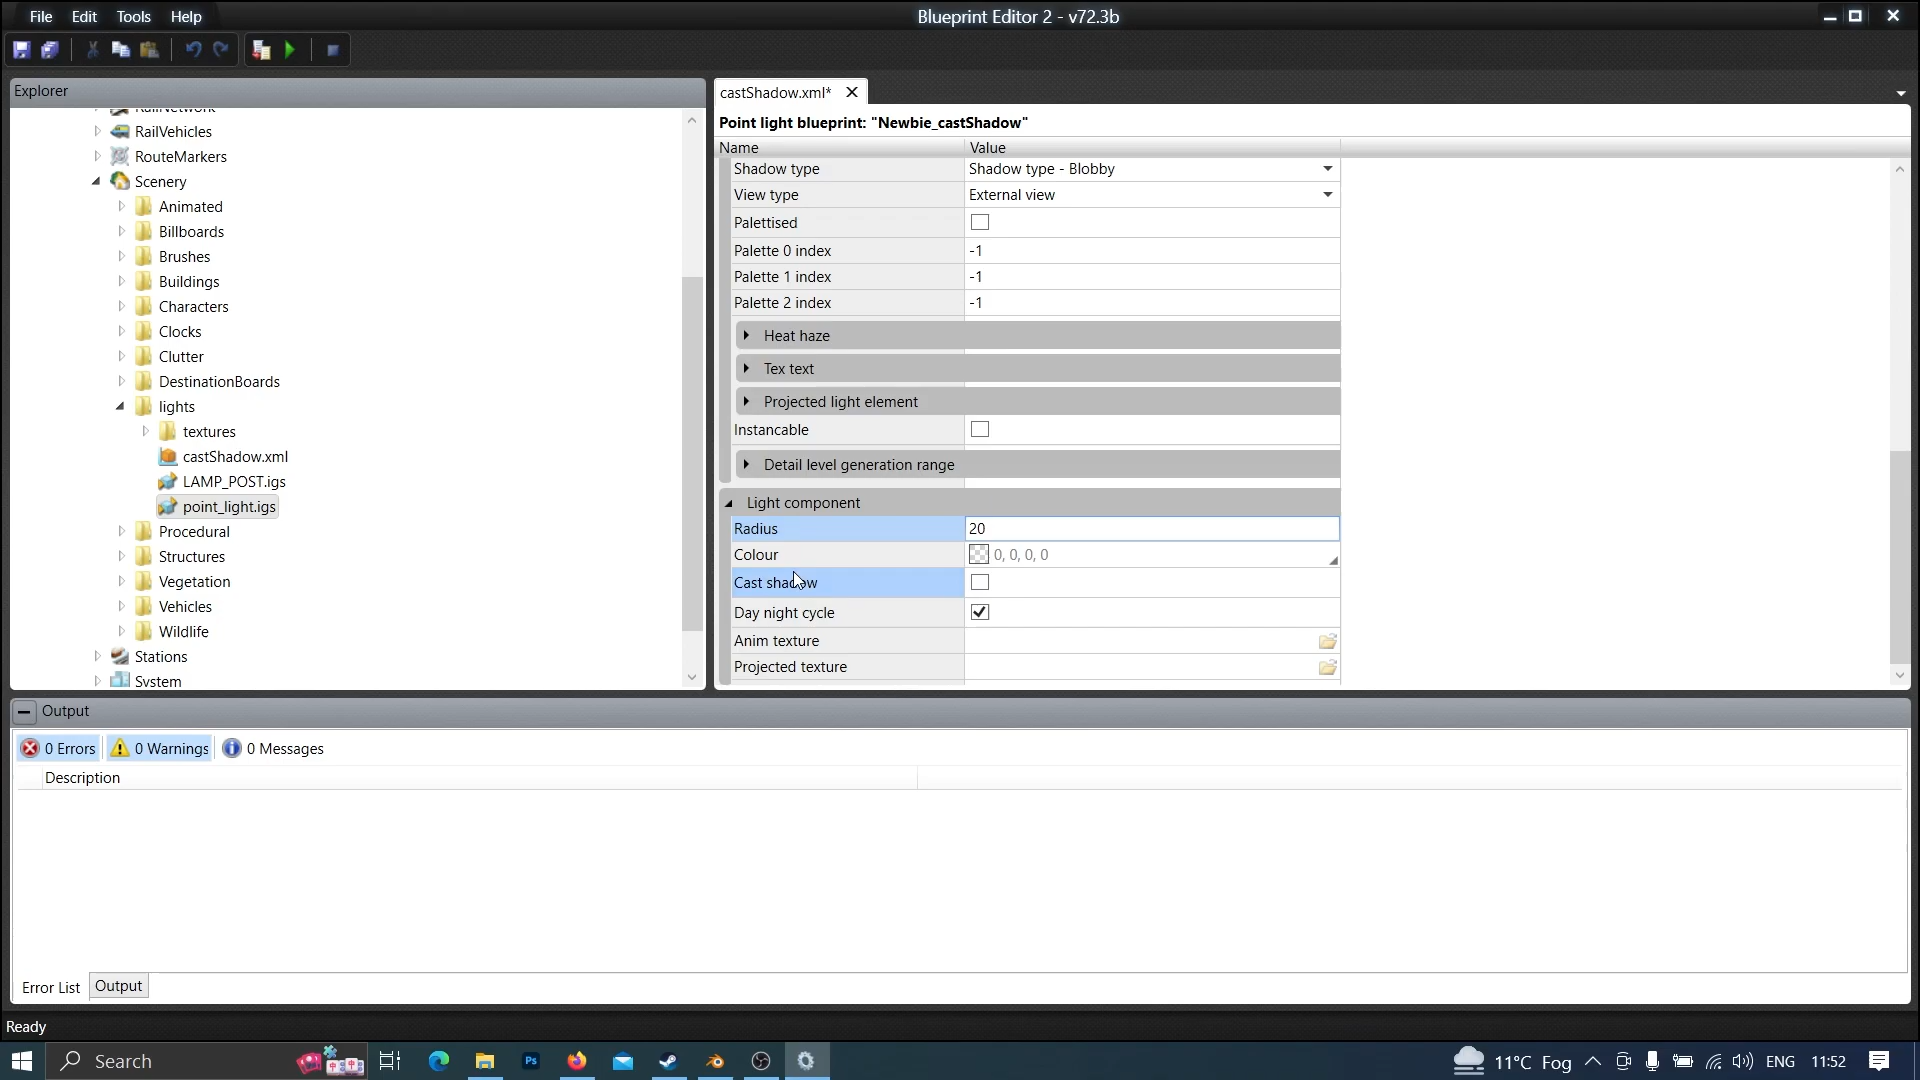 File Edit Tools Help
Blueprint Editor 2 - v72.3b
Explorer
RailNetwork
RailVehicles
RouteMarkers
Scenery
Animated
Billboards
Brushes
Buildings
Characters
Clocks
Clutter
DestinationBoards
lights
textures
castShadow.xml
LAMP_POST.igs
point_light.igs
Procedural
Structures
Vegetation
Vehicles
Wildlife
Stations
System
castShadow.xml*
Point light blueprint: "Newbie_castShadow"
Name Value
Shadow type Shadow type - Blobby
View type External view
Palettised
Palette 0 index -1
Palette 1 index -1
Palette 2 index -1
Heat haze
Tex text
Projected light element
Instancable
Detail level generation range
Light component
Radius 20
Colour 0, 0, 0, 0
Cast shadow
Day night cycle
Anim texture
Projected texture
Output
0 Errors 0 Warnings 0 Messages
Description
Error List Output
Ready
Search Ps 11°C Fog ENG 11:52